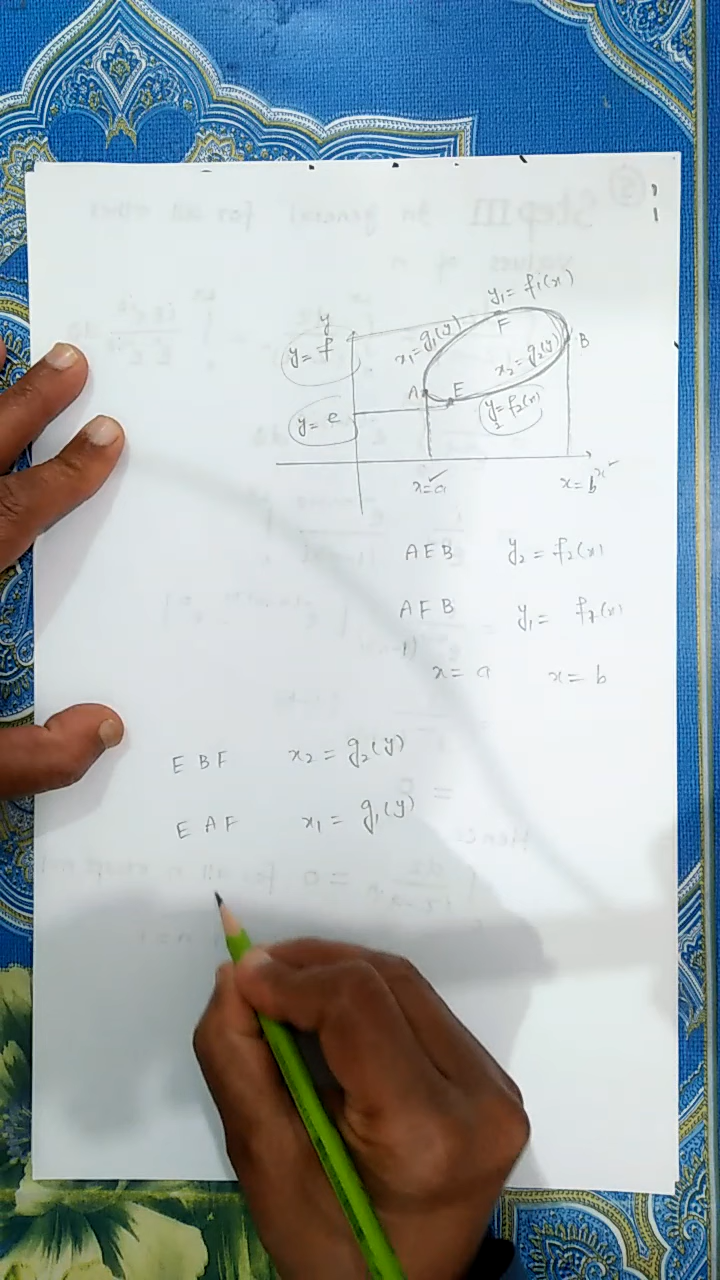 y₁ = f₁(x)
y
F
x₁ = g₁(y)
y = f
x₂ = g₂(y)
B
A
E
y = e
y₂ = f₂(x)
x = a
x = b
x
AEB y₂ = f₂(x)
AFB y₁ = f₁(x)
x = a x = b
EBF x₂ = g₂(y)
EAF x₁ = g₁(y)